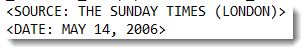 <SOURCE: THE SUNDAY TIMES (LONDON)>
<DATE: MAY 14, 2006>